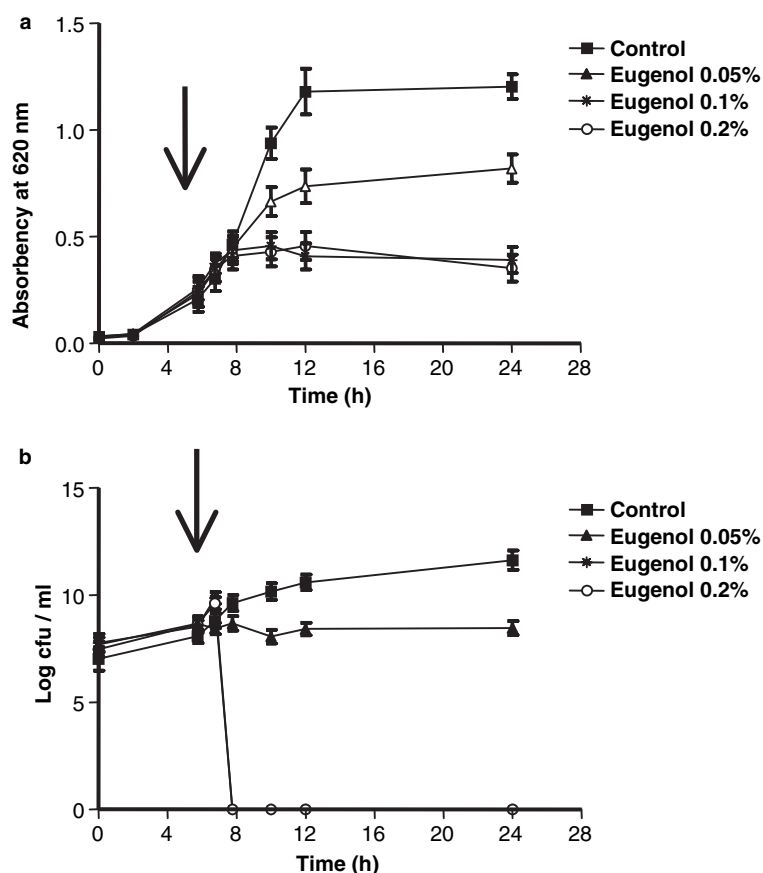 a
1.5
1.0
0.5
0.0
Absorbency at 620 nm
0 4 8 12 16 20 24 28
Time (h)
Control
Eugenol 0.05%
Eugenol 0.1%
Eugenol 0.2%
b
15
10
5
0
Log cfu / ml
0 4 8 12 16 20 24 28
Time (h)
Control
Eugenol 0.05%
Eugenol 0.1%
Eugenol 0.2%